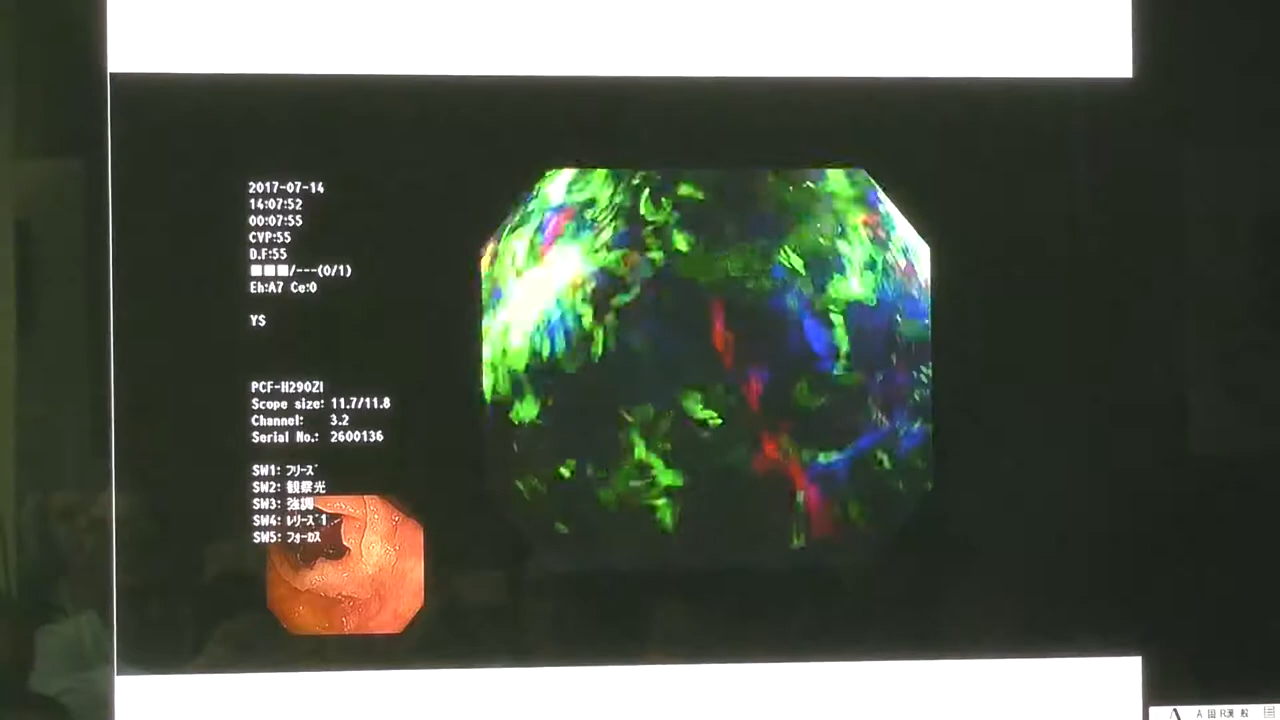 2017-07-14
14:07:52
00:07:55
CVP:55
D.F:55
■■■/---(0/1)
Eh:A7 Ce:0
YS
PCF-H290ZI
Scope size: 11.7/11.8
Channel: 3.2
Serial No.: 2600136
SW1: フリーズ
SW2: 観察光
SW3: 強調
SW4: レリーズ1
SW5: フォーカス